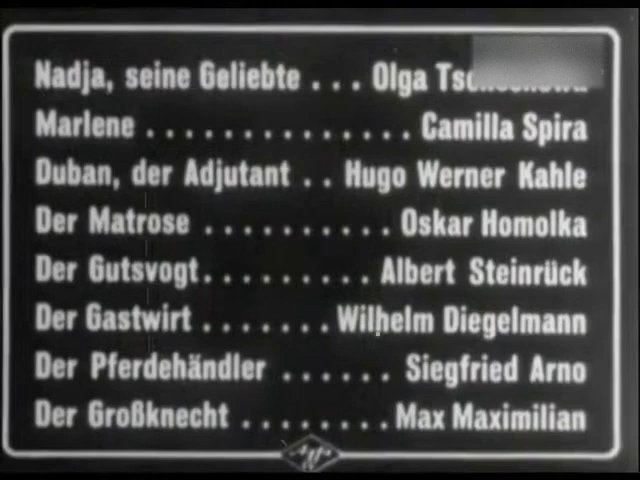 Nadja, seine Geliebte . . . Olga
Marlene . . . . . . . . . . . . . . Camilla Spira
Duban, der Adjutant . . Hugo Werner Kahle
Der Matrose . . . . . . . . . . Oskar Homolka
Der Gutsvogt. . . . . . . . . Albert Steinrück
Der Gastwirt . . . . . . . Wilhelm Diegelmann
Der Pferdehändler . . . . . . Siegfried Arno
Der Großknecht . . . . . . . . Max Maximilian